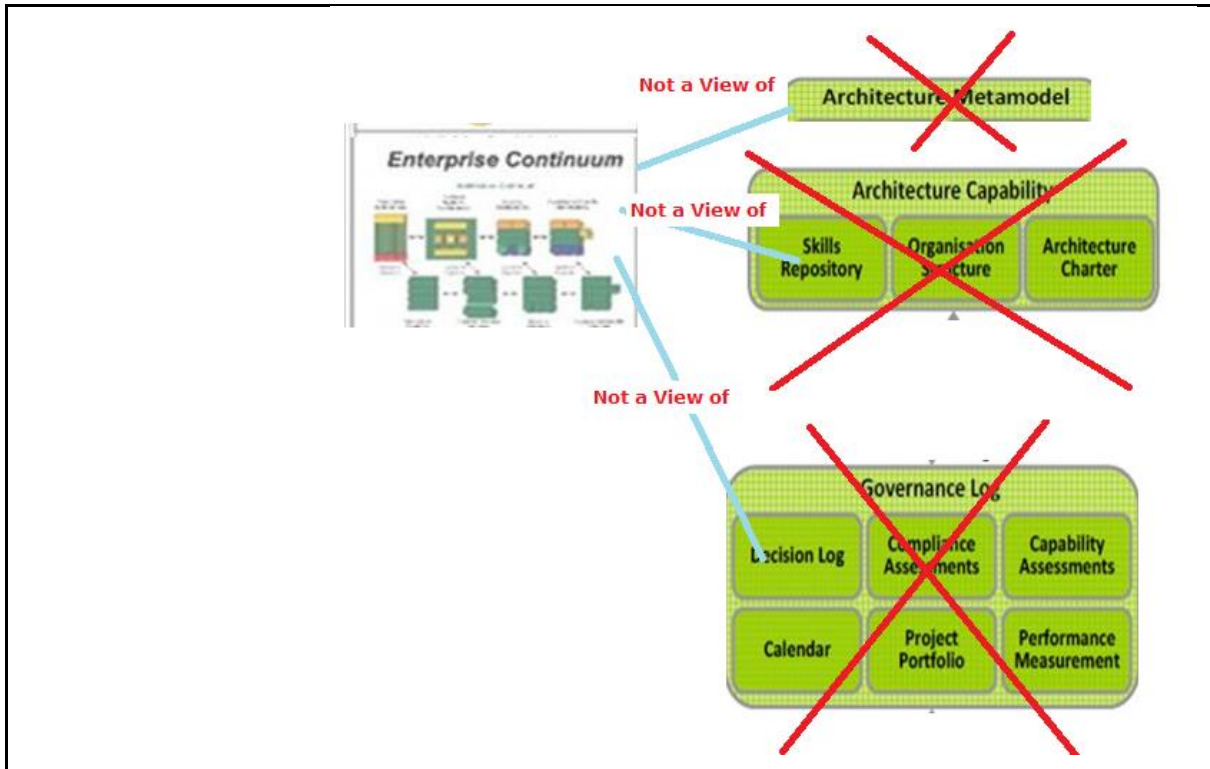 Not a View of
Architecture Metamodel
Enterprise Continuum
Architecture Capability
Not a View of
Skills
Repository
Organisation
Structure
Architecture
Charter
Not a View of
Governance Log
Decision Log
Compliance
Assessments
Capability
Assessments
Calendar
Project
Portfolio
Performance
Measurement